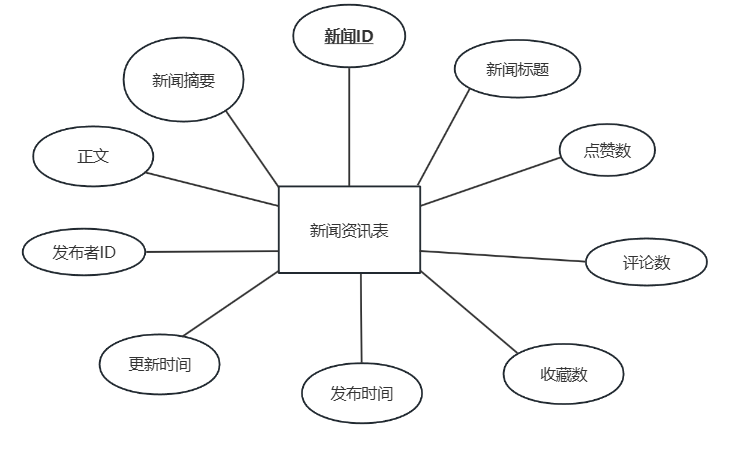 新闻ID
新闻标题
新闻摘要
点赞数
正文
新闻资讯表
发布者ID
评论数
更新时间
收藏数
发布时间